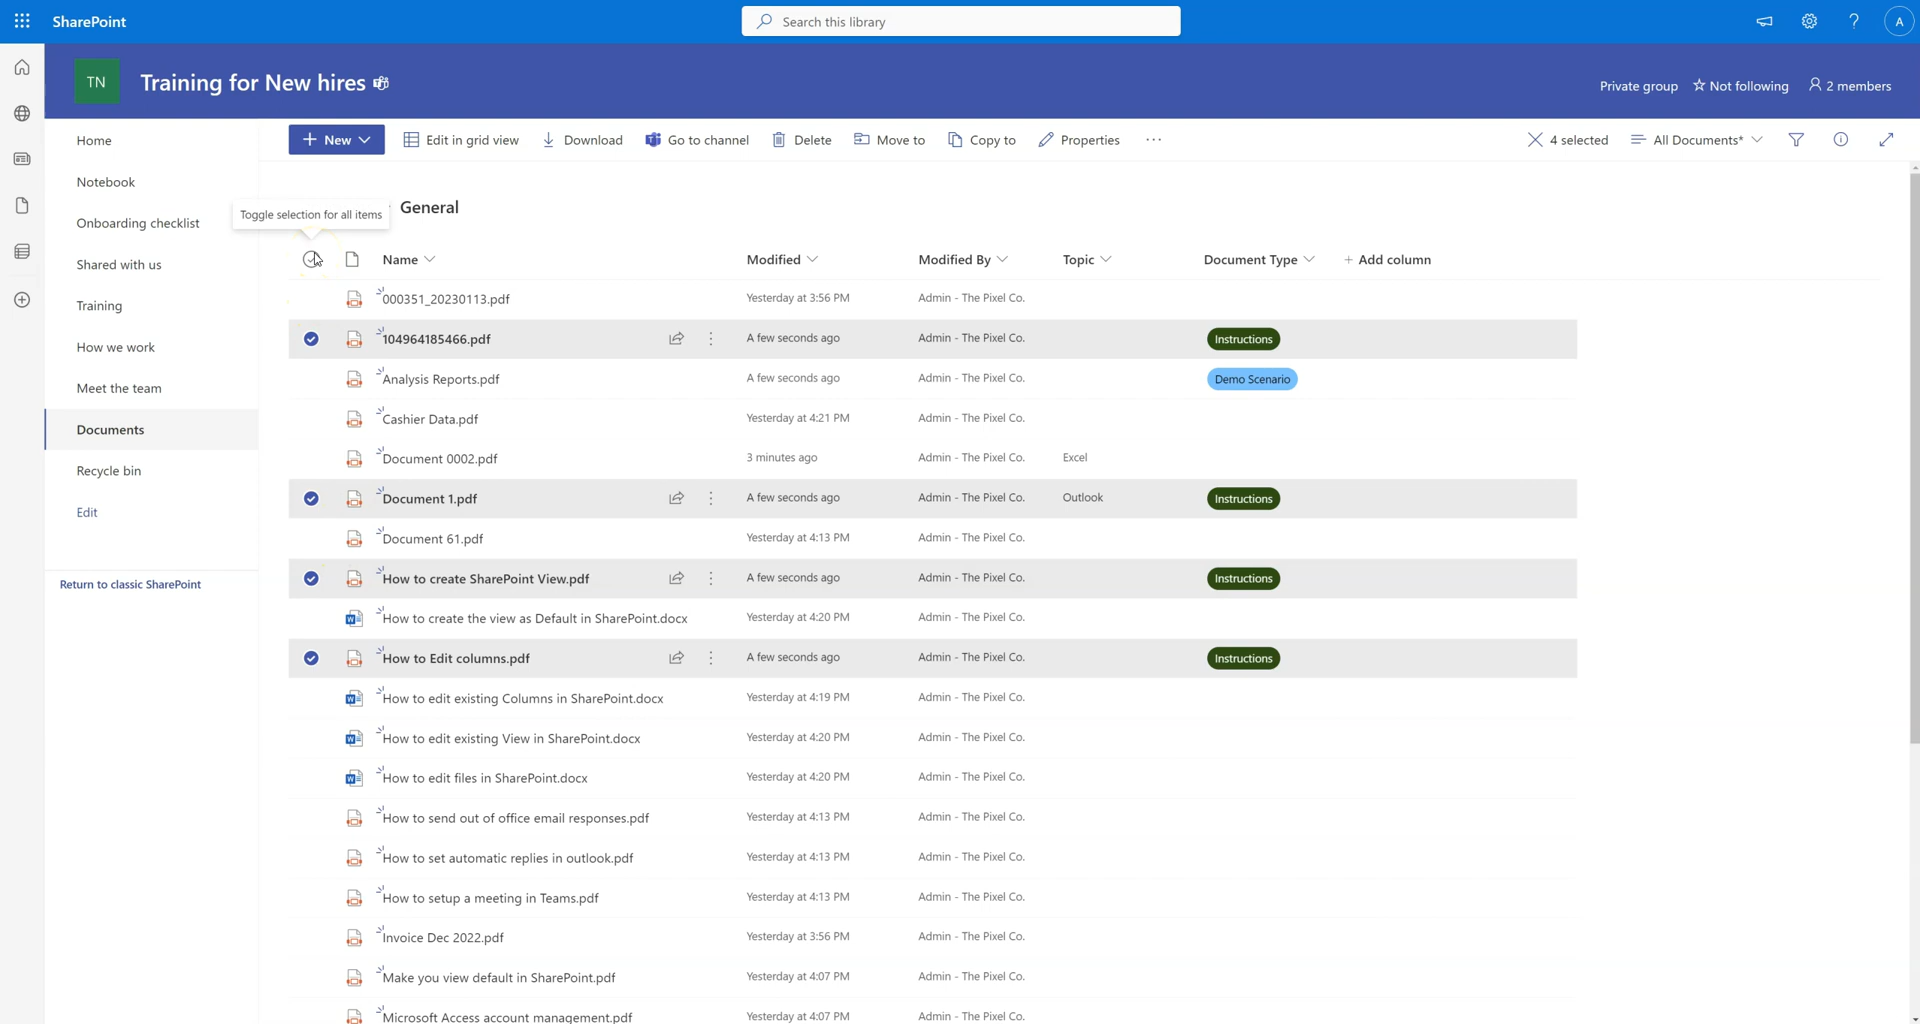 SharePoint
Search this library
A
TN
Training for New hires
Private group
Not following
2 members
Home
Notebook
Onboarding checklist
Shared with us
Training
How we work
Meet the team
Documents
Recycle bin
Edit
Return to classic SharePoint
New
Edit in grid view
Download
Go to channel
Delete
Move to
Copy to
Properties
4 selected
All Documents*
Toggle selection for all items
General
Name Modified Modified By Topic Document Type + Add column
000351_20230113.pdf Yesterday at 3:56 PM Admin - The Pixel Co.
104964185466.pdf A few seconds ago Admin - The Pixel Co. Instructions
Analysis Reports.pdf A few seconds ago Admin - The Pixel Co. Demo Scenario
Cashier Data.pdf Yesterday at 4:21 PM Admin - The Pixel Co.
Document 0002.pdf 3 minutes ago Admin - The Pixel Co. Excel
Document 1.pdf A few seconds ago Admin - The Pixel Co. Outlook Instructions
Document 61.pdf Yesterday at 4:13 PM Admin - The Pixel Co.
How to create SharePoint View.pdf A few seconds ago Admin - The Pixel Co. Instructions
How to create the view as Default in SharePoint.docx Yesterday at 4:20 PM Admin - The Pixel Co.
How to Edit columns.pdf A few seconds ago Admin - The Pixel Co. Instructions
How to edit existing Columns in SharePoint.docx Yesterday at 4:19 PM Admin - The Pixel Co.
How to edit existing View in SharePoint.docx Yesterday at 4:20 PM Admin - The Pixel Co.
How to edit files in SharePoint.docx Yesterday at 4:20 PM Admin - The Pixel Co.
How to send out of office email responses.pdf Yesterday at 4:13 PM Admin - The Pixel Co.
How to set automatic replies in outlook.pdf Yesterday at 4:13 PM Admin - The Pixel Co.
How to setup a meeting in Teams.pdf Yesterday at 4:13 PM Admin - The Pixel Co.
Invoice Dec 2022.pdf Yesterday at 3:56 PM Admin - The Pixel Co.
Make you view default in SharePoint.pdf Yesterday at 4:07 PM Admin - The Pixel Co.
Microsoft Access account management.pdf Yesterday at 4:07 PM Admin - The Pixel Co.